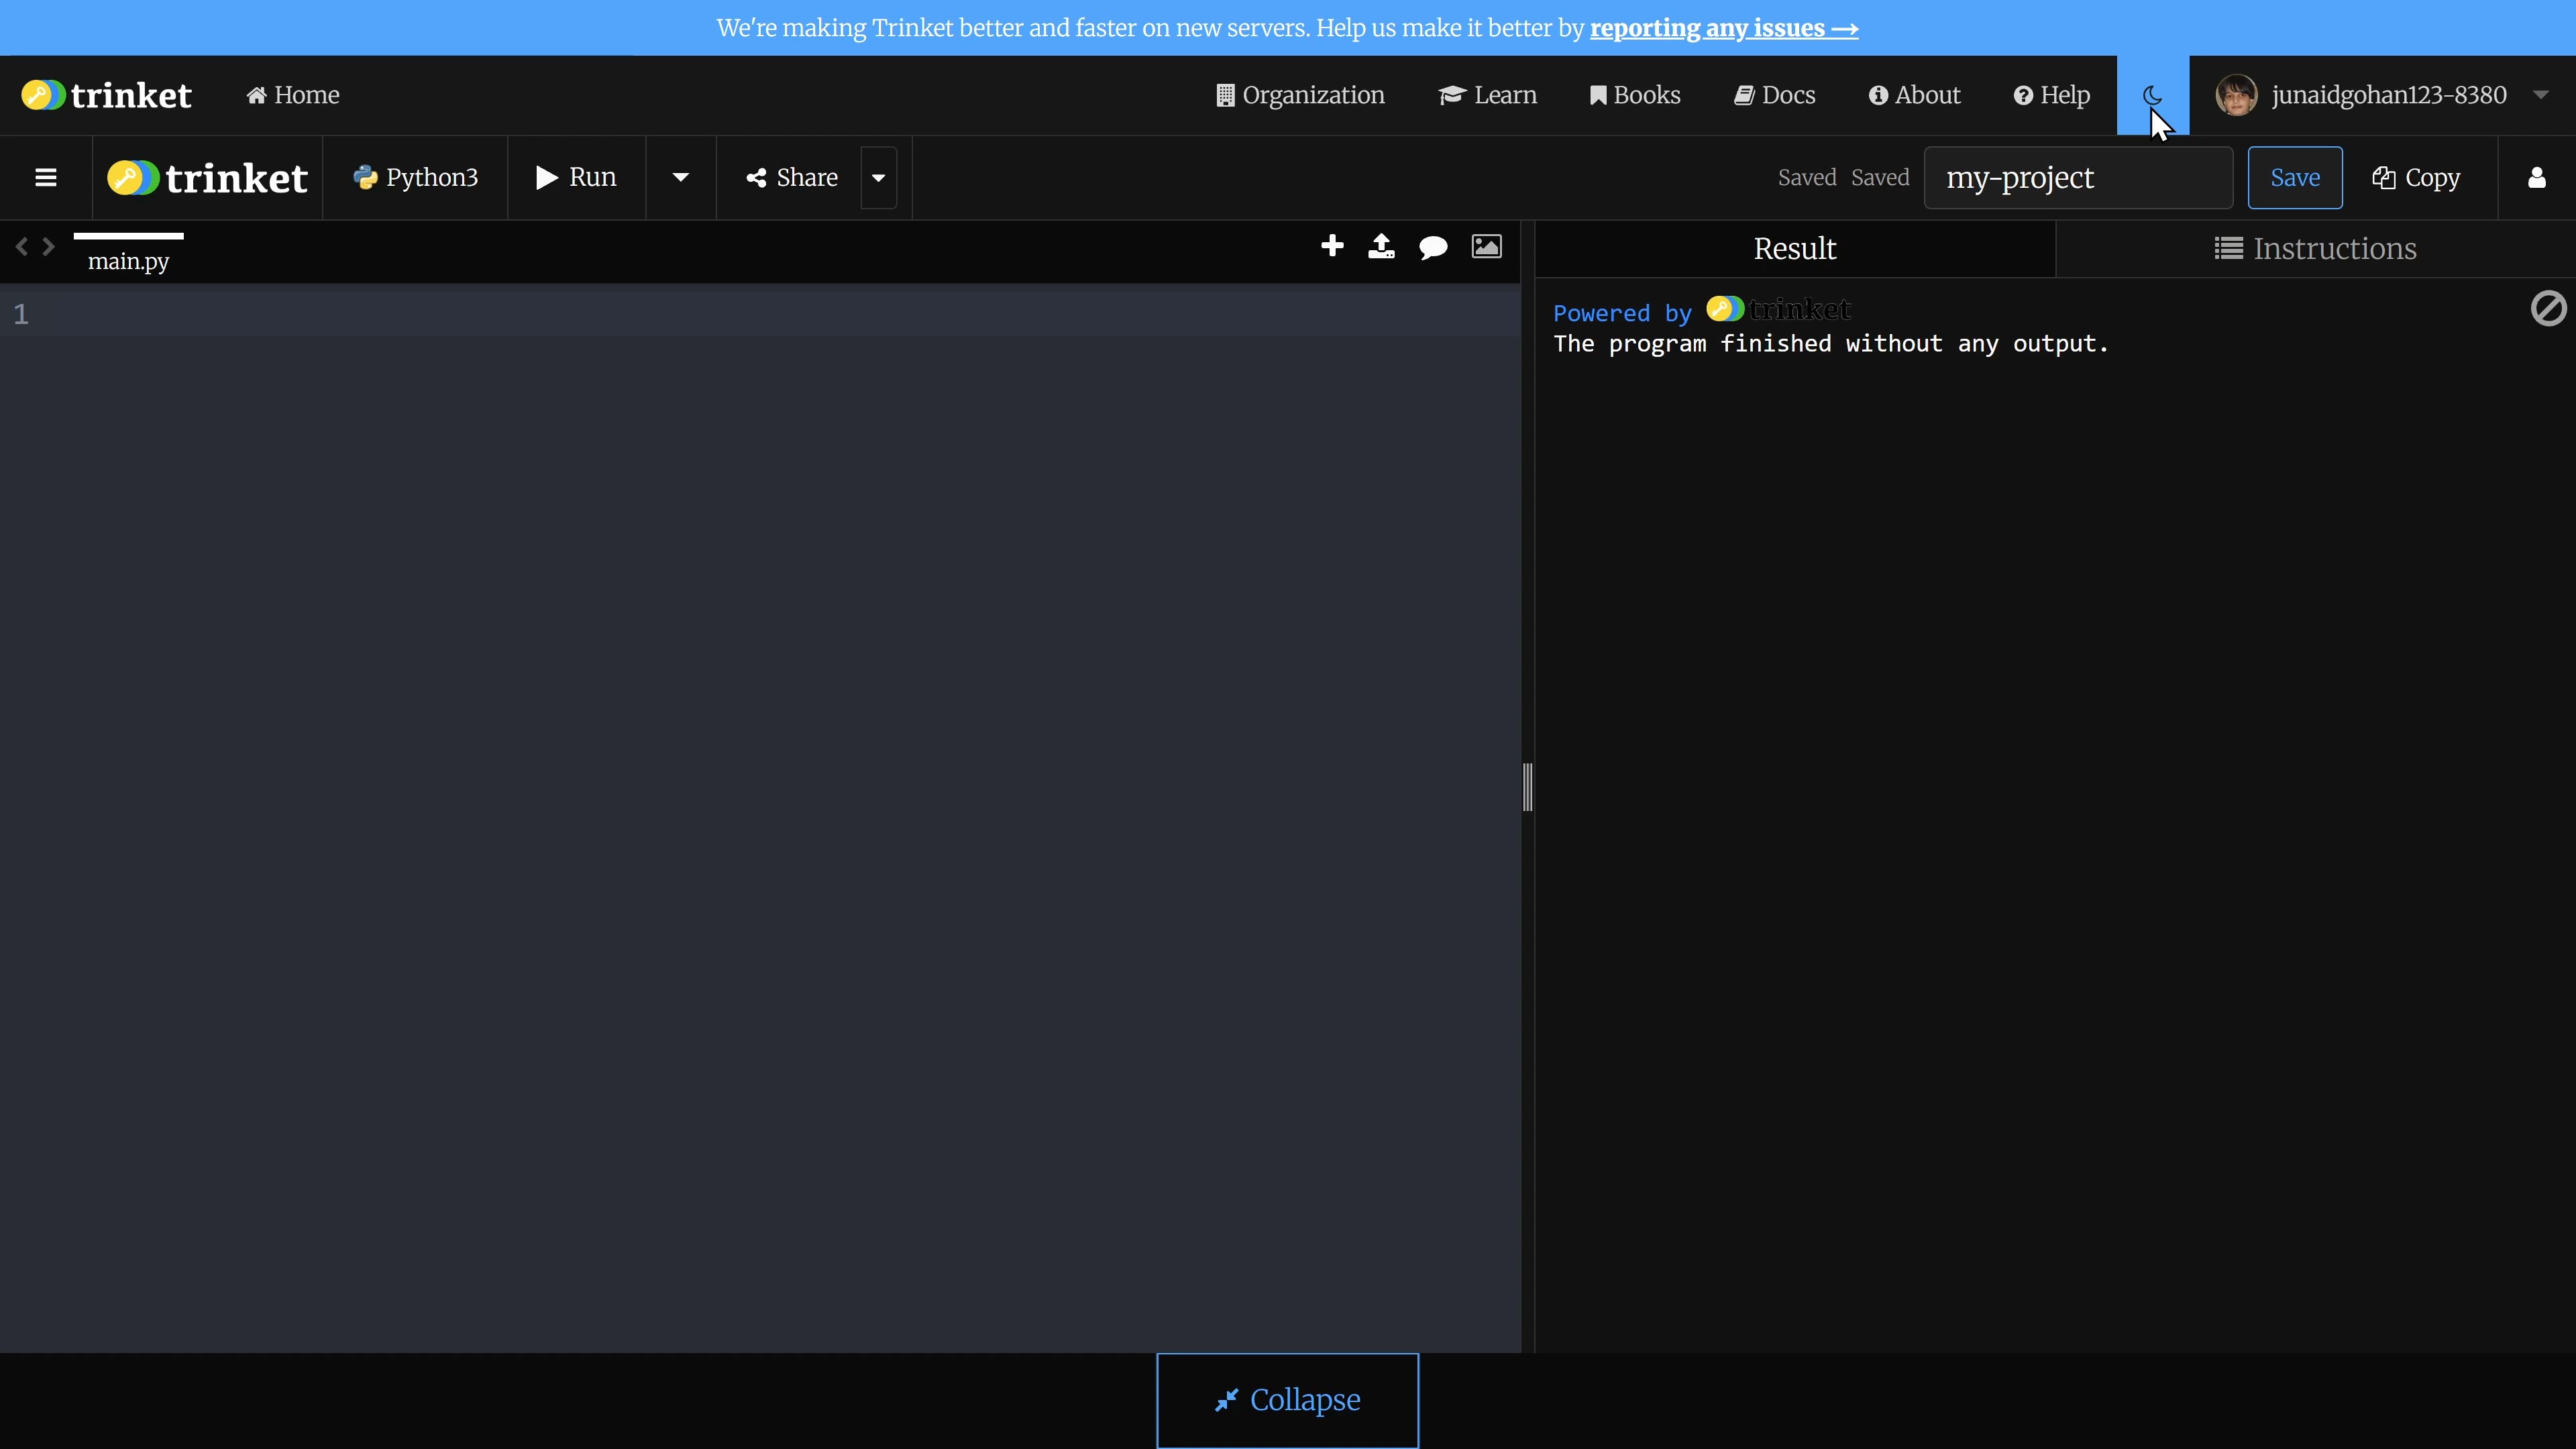 We're making Trinket better and faster on new servers. Help us make it better by reporting any issues →
trinket Home Organization Learn Books Docs About Help junaidgohan123-8380
trinket Python3 Run Share Saved Saved my-project Save Copy
main.py
Result Instructions
1
Powered by trinket
The program finished without any output.
Collapse